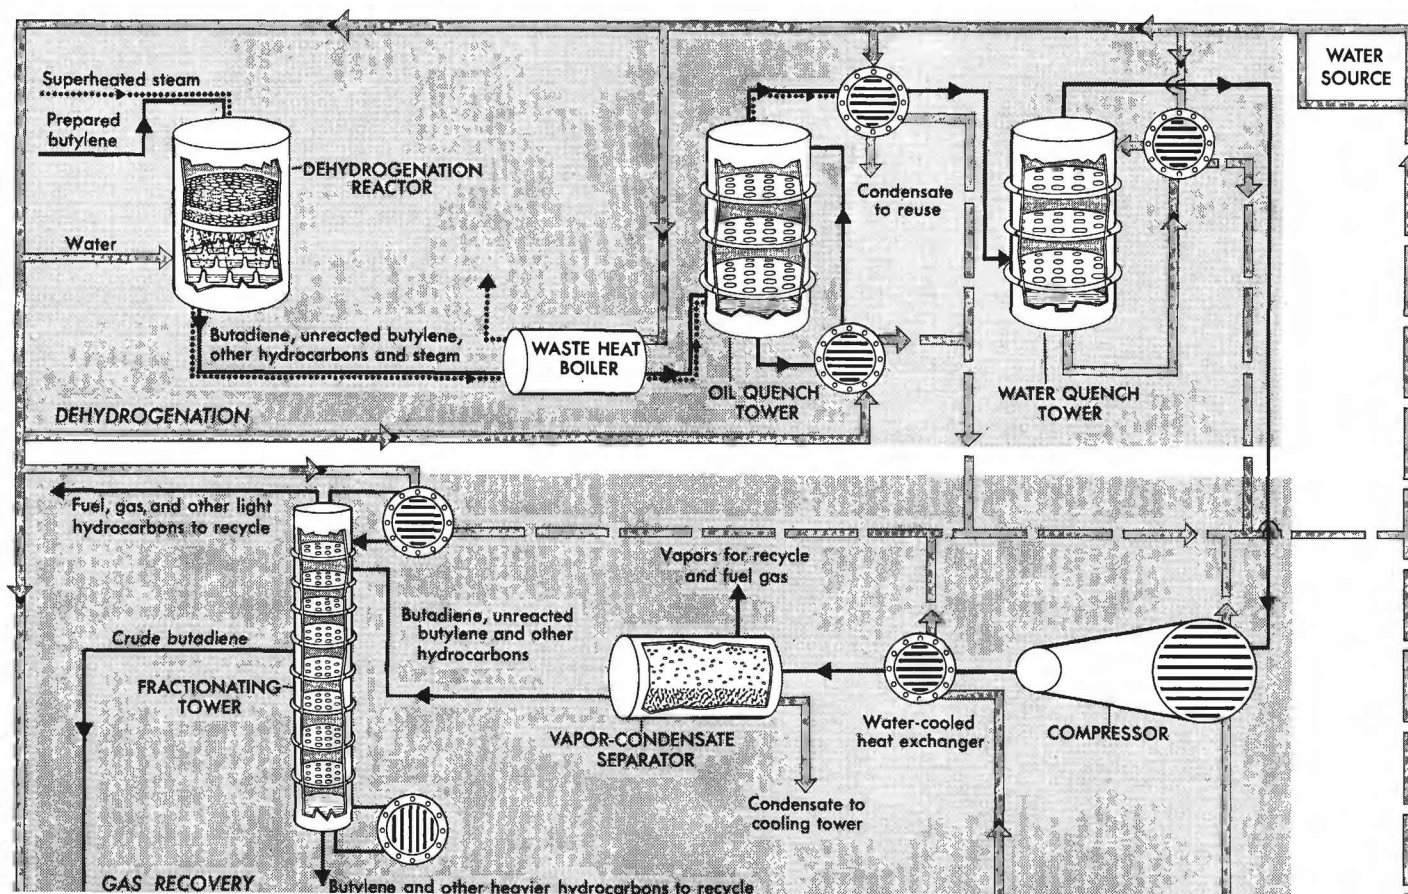 WATER
SOURCE
Superheated steam
Prepared
butylene
DEHYDROGENATION
REACTOR
Condensate
to reuse
Water
Butadiene, unreacted butylene,
other hydrocarbons and steam
WASTE HEAT
BOILER
OIL QUENCH
TOWER
WATER QUENCH
TOWER
DEHYDROGENATION
Fuel, gas, and other light
hydrocarbons to recycle
Vapors for recycle
and fuel gas
Crude butadiene
Butadiene, unreacted
butylene and other
hydrocarbons
FRACTIONATING
TOWER
VAPOR-CONDENSATE
SEPARATOR
Water-cooled
heat exchanger
COMPRESSOR
Condensate to
cooling tower
GAS RECOVERY
Butylene and other heavier hydrocarbons to recycle